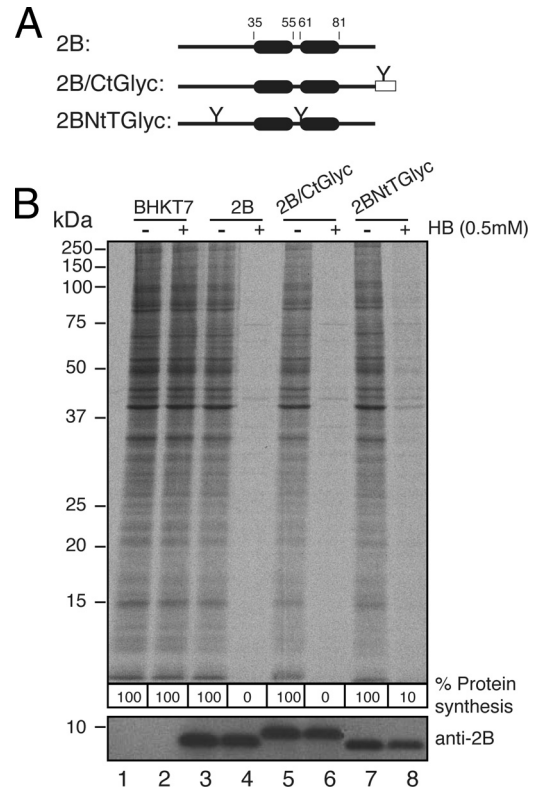 A
35 55 61 81
2B:
2B/CtGlyc: Y
2BNtTGlyc: Y Y
B
BHKT7 2B 2B/CtGlyc 2BNtTGlyc
kDa - + - + - + - + HB (0.5mM)
250
150
100
75
50
37
25
20
15
100 100 100 0 100 0 100 10 % Protein synthesis
10 anti-2B
1 2 3 4 5 6 7 8